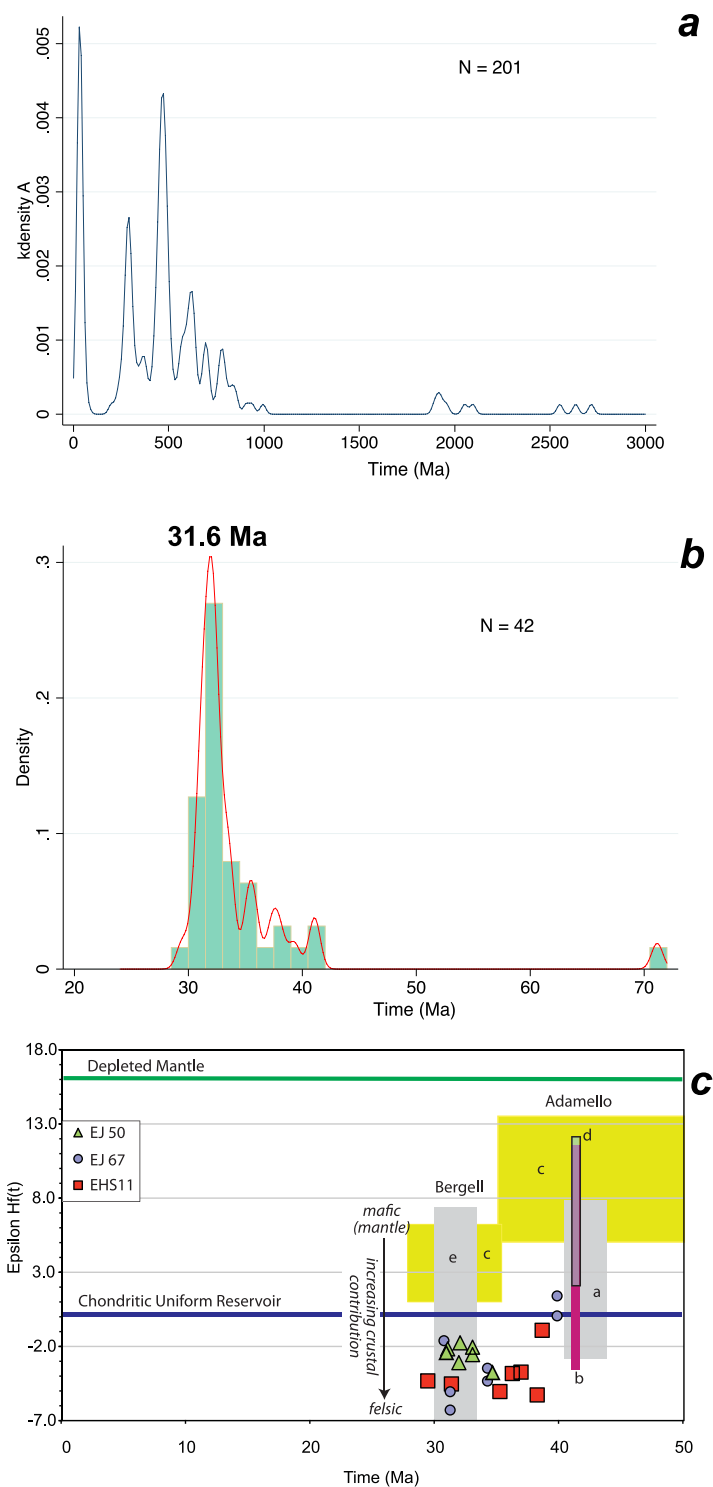 a
N = 201
kdensity A
.005
.004
.003
.002
.001
0
0 500 1000 1500 2000 2500 3000
Time (Ma)
b
31.6 Ma
N = 42
Density
.3
.2
.1
0
20 30 40 50 60 70
Time (Ma)
c
Epsilon Hf(t)
18.0
13.0
8.0
3.0
-2.0
-7.0
Depleted Mantle
EJ 50
EJ 67
EHS11
Adamello
d
c
Bergell
mafic
(mantle)
e
c
a
increasing crustal
contribution
Chondritic Uniform Reservoir
b
felsic
0 10 20 30 40 50
Time (Ma)